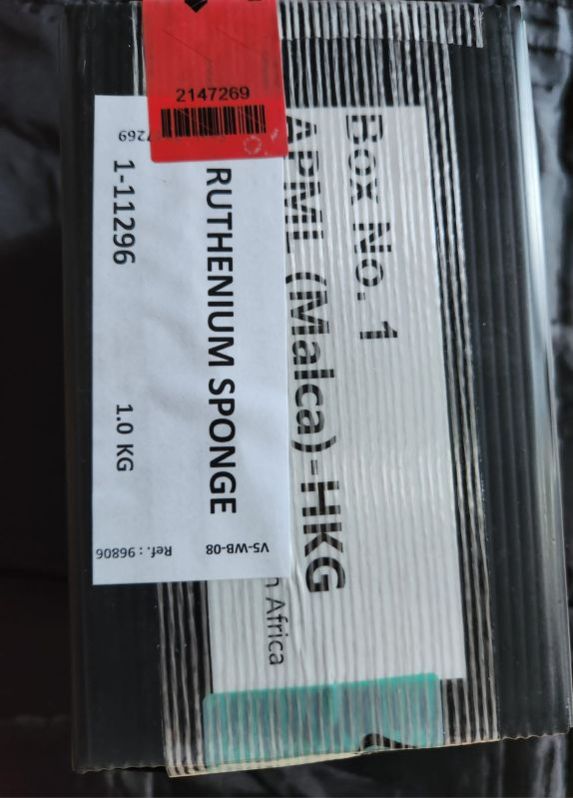 2147269
7269
RUTHENIUM SPONGE
1-11296
1.0 KG
V5-WB-08
Ref.: 96806
Box No. 1
APML (Malca)-HKG
Africa